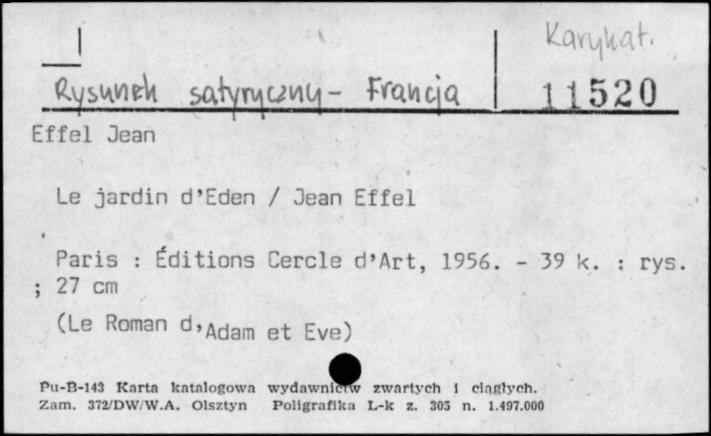 Karykat.
Rysunek satyryczny - Francja
11520
Effel Jean
Le jardin d'Eden / Jean Effel
Paris : Éditions Cercle d'Art, 1956. - 39 k. : rys.
; 27 cm
(Le Roman d'Adam et Eve)
Pu-B-143 Karta katalogowa wydawnictw zwartych i ciągłych.
Zam. 372/DW/W.A. Olsztyn Poligrafika L-k z. 305 n. 1.497.000